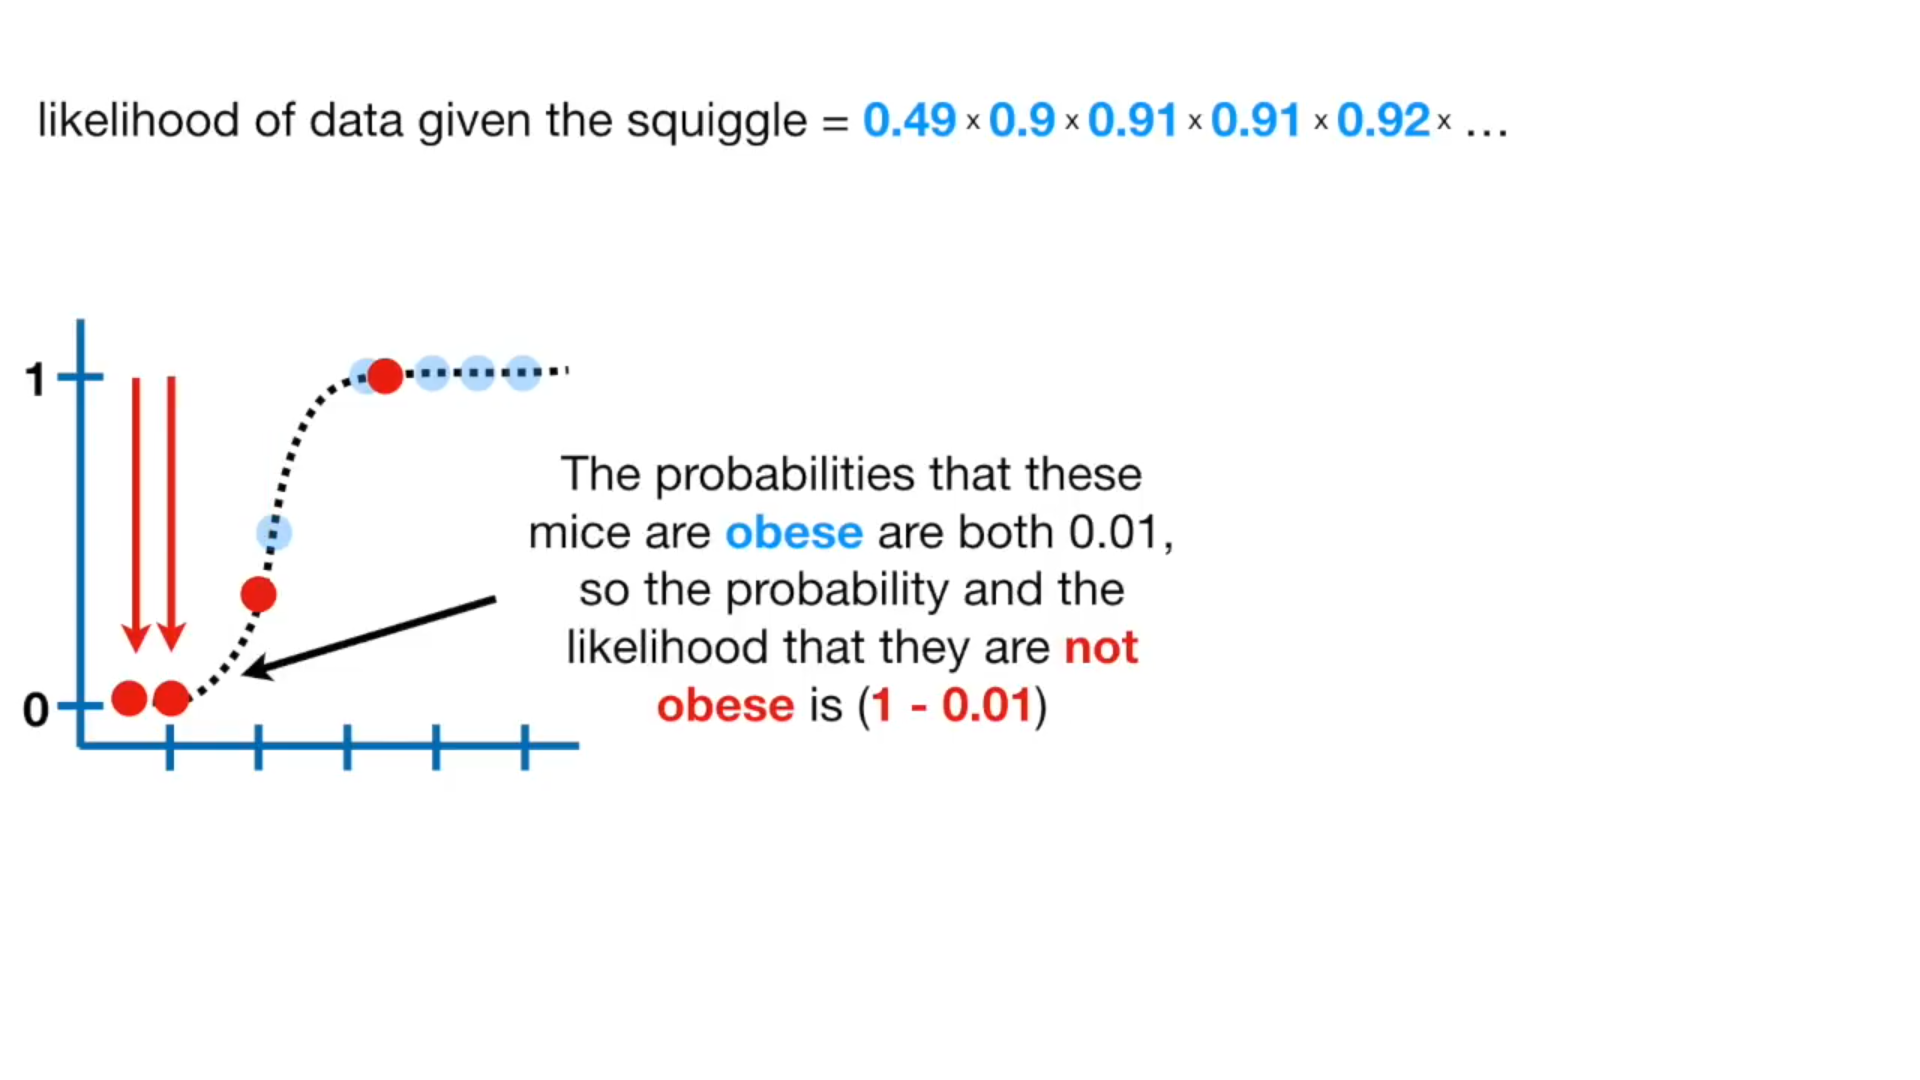 likelihood of data given the squiggle = 0.49 x 0.9 x 0.91 x 0.91 x 0.92 x ...
1
The probabilities that these
mice are obese are both 0.01,
so the probability and the
likelihood that they are not
obese is (1 - 0.01)
0